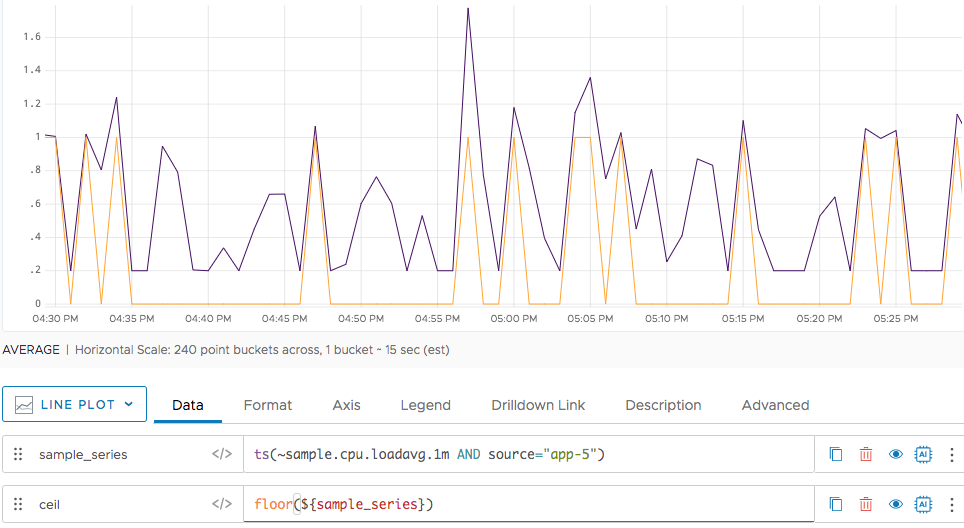 1.6
1.4
1.2
1
.8
.6
.4
.2
0
04:30 PM 04:35 PM 04:40 PM 04:45 PM 04:50 PM 04:55 PM 05:00 PM 05:05 PM 05:10 PM 05:15 PM 05:20 PM 05:25 PM
AVERAGE | Horizontal Scale: 240 point buckets across, 1 bucket ~ 15 sec (est)
LINE PLOT Data Format Axis Legend Drilldown Link Description Advanced
sample_series </> ts(~sample.cpu.loadavg.1m AND source="app-5") AI
ceil </> floor(${sample_series}) AI